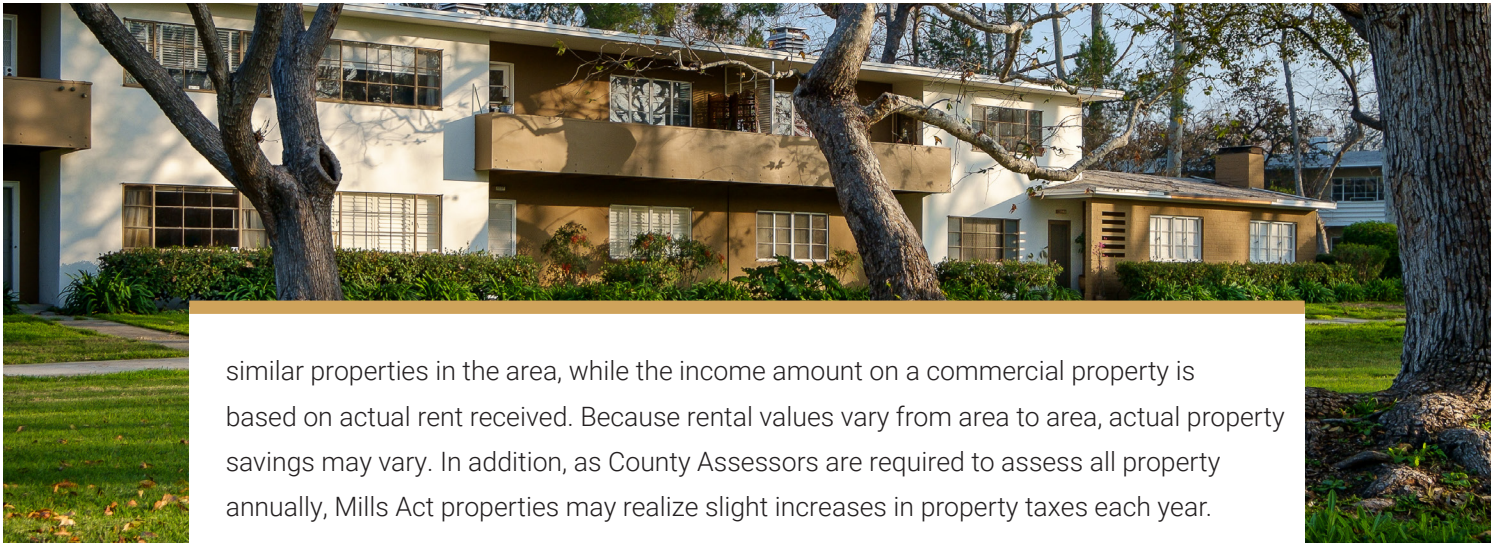 similar properties in the area, while the income amount on a commercial property is
based on actual rent received. Because rental values vary from area to area, actual property
savings may vary. In addition, as County Assessors are required to assess all property
annually, Mills Act properties may realize slight increases in property taxes each year.